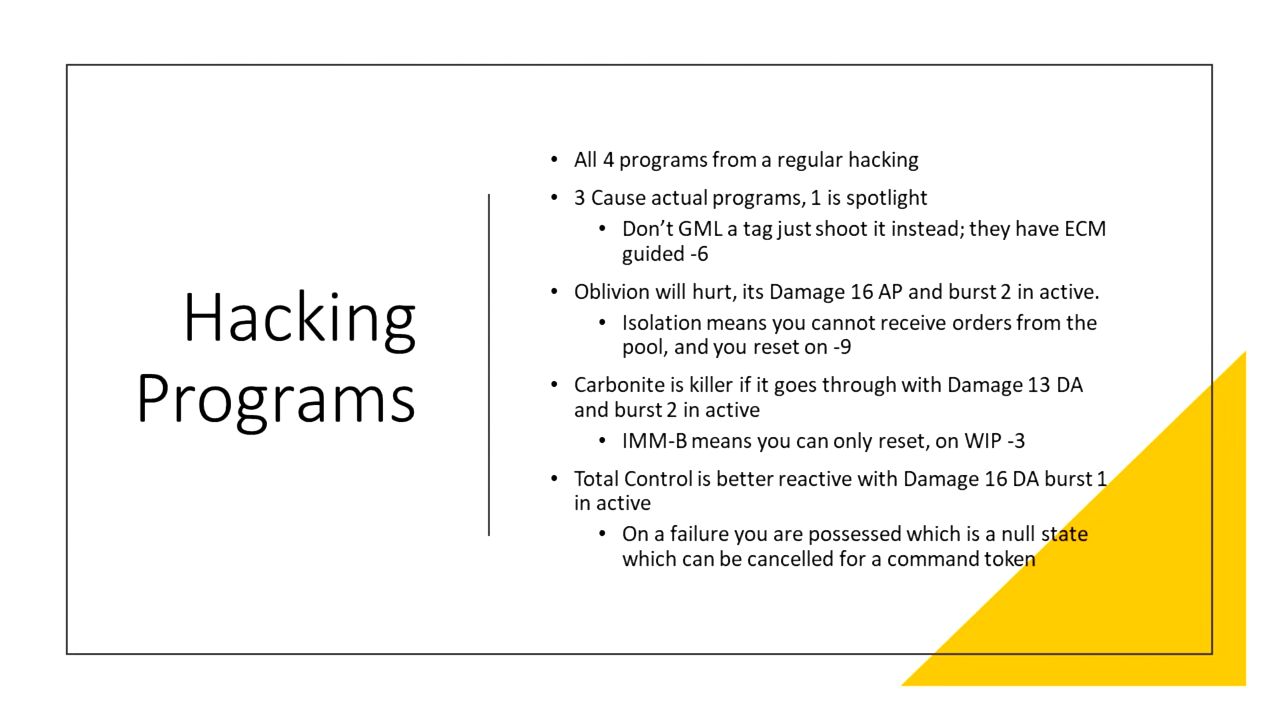 Hacking
Programs
• All 4 programs from a regular hacking
• 3 Cause actual programs, 1 is spotlight
• Don’t GML a tag just shoot it instead; they have ECM
guided -6
• Oblivion will hurt, its Damage 16 AP and burst 2 in active.
• Isolation means you cannot receive orders from the
pool, and you reset on -9
• Carbonite is killer if it goes through with Damage 13 DA
and burst 2 in active
• IMM-B means you can only reset, on WIP -3
• Total Control is better reactive with Damage 16 DA burst 1
in active
• On a failure you are possessed which is a null state
which can be cancelled for a command token